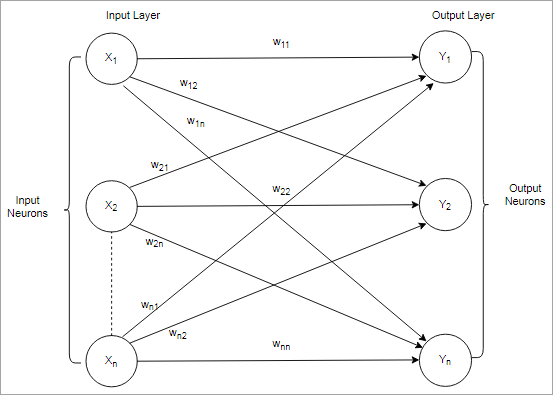 Input Layer
Output Layer
w11
X1
Y1
w12
w1n
w21
w22
Input
Neurons
X2
Y2
Output
Neurons
w2n
wn1
wn2
wnn
Xn
Yn